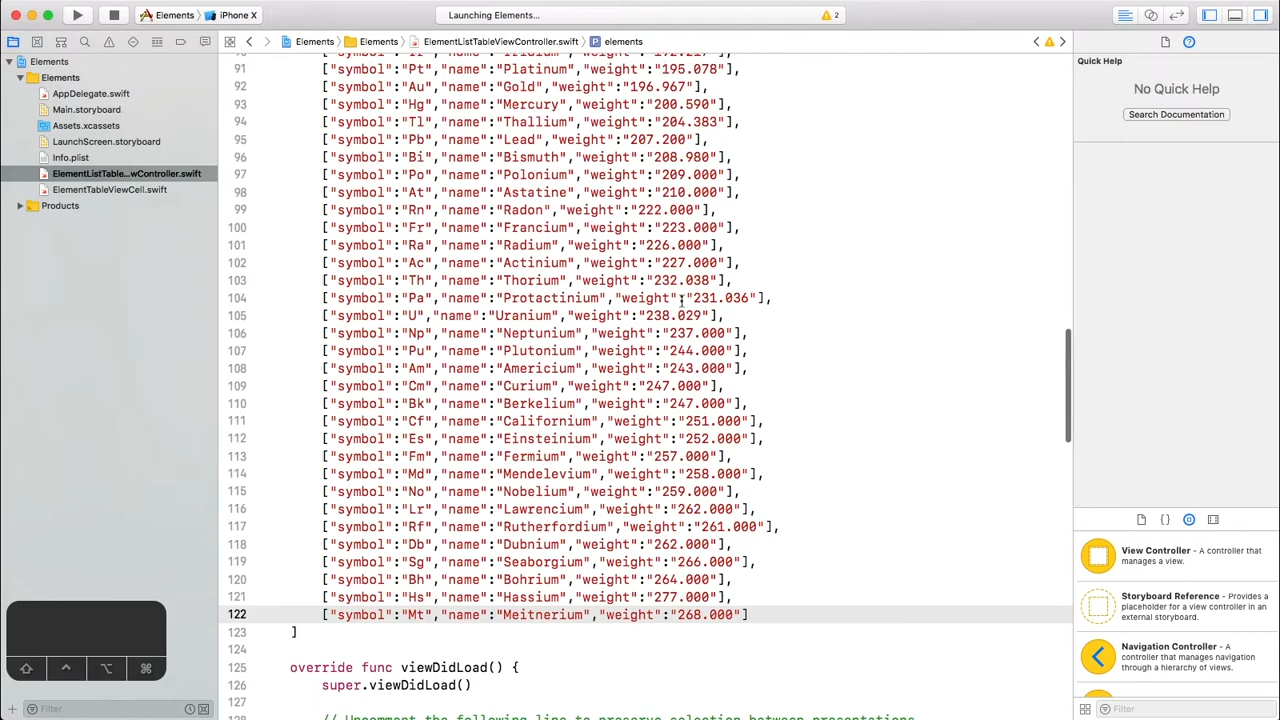 Elements iPhone X
Launching Elements...
2
Elements Elements ElementListTableViewController.swift P elements
Elements
Elements
AppDelegate.swift
Main.storyboard
Assets.xcassets
LaunchScreen.storyboard
Info.plist
ElementListTable...wController.swift
ElementTableViewCell.swift
Products
91 ["symbol":"Pt","name":"Platinum","weight":"195.078"],
92 ["symbol":"Au","name":"Gold","weight":"196.967"],
93 ["symbol":"Hg","name":"Mercury","weight":"200.590"],
94 ["symbol":"Tl","name":"Thallium","weight":"204.383"],
95 ["symbol":"Pb","name":"Lead","weight":"207.200"],
96 ["symbol":"Bi","name":"Bismuth","weight":"208.980"],
97 ["symbol":"Po","name":"Polonium","weight":"209.000"],
98 ["symbol":"At","name":"Astatine","weight":"210.000"],
99 ["symbol":"Rn","name":"Radon","weight":"222.000"],
100 ["symbol":"Fr","name":"Francium","weight":"223.000"],
101 ["symbol":"Ra","name":"Radium","weight":"226.000"],
102 ["symbol":"Ac","name":"Actinium","weight":"227.000"],
103 ["symbol":"Th","name":"Thorium","weight":"232.038"],
104 ["symbol":"Pa","name":"Protactinium","weight":"231.036"],
105 ["symbol":"U","name":"Uranium","weight":"238.029"],
106 ["symbol":"Np","name":"Neptunium","weight":"237.000"],
107 ["symbol":"Pu","name":"Plutonium","weight":"244.000"],
108 ["symbol":"Am","name":"Americium","weight":"243.000"],
109 ["symbol":"Cm","name":"Curium","weight":"247.000"],
110 ["symbol":"Bk","name":"Berkelium","weight":"247.000"],
111 ["symbol":"Cf","name":"Californium","weight":"251.000"],
112 ["symbol":"Es","name":"Einsteinium","weight":"252.000"],
113 ["symbol":"Fm","name":"Fermium","weight":"257.000"],
114 ["symbol":"Md","name":"Mendelevium","weight":"258.000"],
115 ["symbol":"No","name":"Nobelium","weight":"259.000"],
116 ["symbol":"Lr","name":"Lawrencium","weight":"262.000"],
117 ["symbol":"Rf","name":"Rutherfordium","weight":"261.000"],
118 ["symbol":"Db","name":"Dubnium","weight":"262.000"],
119 ["symbol":"Sg","name":"Seaborgium","weight":"266.000"],
120 ["symbol":"Bh","name":"Bohrium","weight":"264.000"],
121 ["symbol":"Hs","name":"Hassium","weight":"277.000"],
122 ["symbol":"Mt","name":"Meitnerium","weight":"268.000"]
123 ]
124
125 override func viewDidLoad() {
126 super.viewDidLoad()
127
// Uncomment the following line to preserve selection between presentations
Filter
Quick Help
No Quick Help
Search Documentation
View Controller - A controller that
manages a view.
Storyboard Reference - Provides a
placeholder for a view controller in an
external storyboard.
Navigation Controller - A
controller that manages navigation
through a hierarchy of views.
Filter